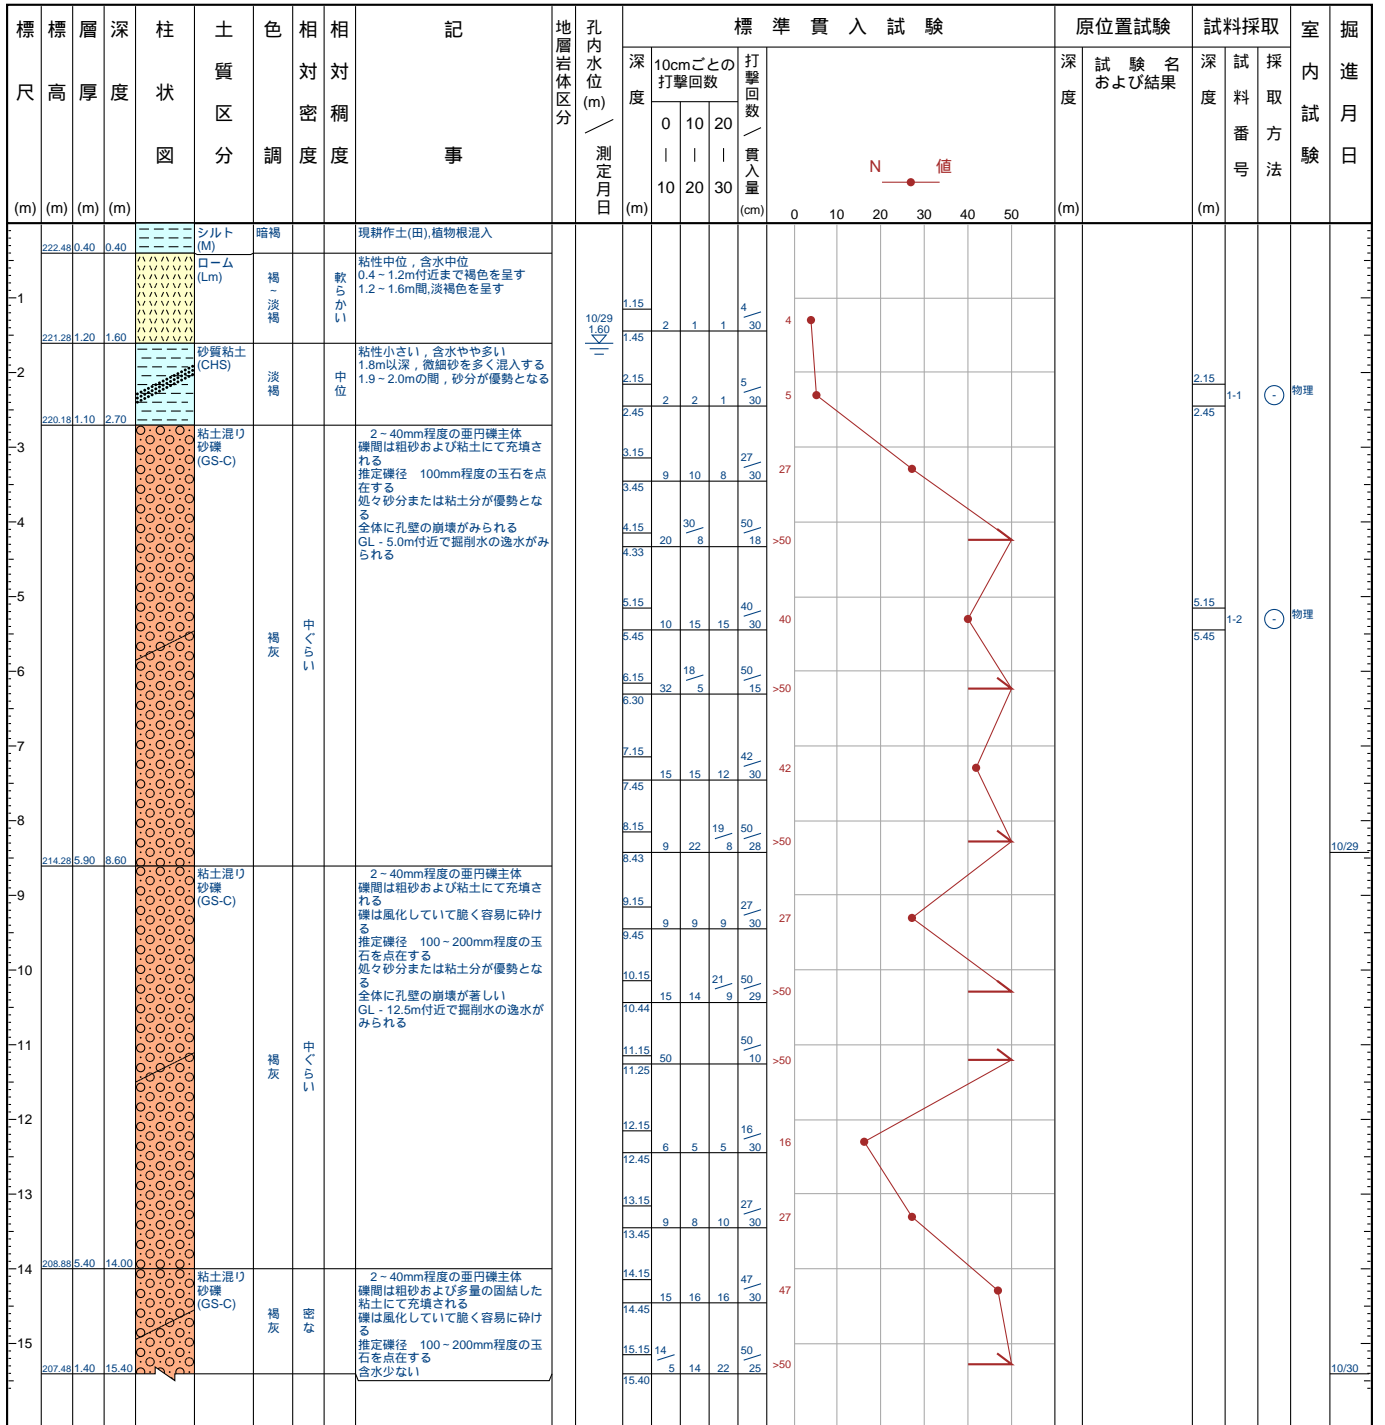 標尺(m)
標高(m)
層厚(m)
深度(m)
柱状図
土質区分
色調
相対密度
相対稠度
記事
地層岩体区分
孔内水位(m)／測定月日
標準貫入試験
深度(m)
10cmごとの
打撃回数
0｜10
10｜20
20｜30
打撃回数／貫入量(cm)
N 値
0 10 20 30 40 50
原位置試験
深度(m)
試験名
および結果
試料採取
深度(m)
試料番号
採取方法
室内試験
掘進月日
222.48 0.40 0.40
シルト
(M)
暗褐
現耕作土(田),植物根混入
221.28 1.20 1.60
ローム
(Lm)
褐~淡褐
軟らかい
粘性中位，含水中位
0.4~1.2m付近まで褐色を呈す
1.2~1.6m間,淡褐色を呈す
10/29
1.60
220.18 1.10 2.70
砂質粘土
(CHS)
淡褐
中位
粘性小さい，含水やや多い
1.8m以深，微細砂を多く混入する
1.9~2.0mの間，砂分が優勢となる
214.28 5.90 8.60
粘土混り
砂礫
(GS-C)
褐灰
中ぐらい
2~40mm程度の亜円礫主体
礫間は粗砂および粘土にて充填さ
れる
推定礫径　100mm程度の玉石を点
在する
処々砂分または粘土分が優勢とな
る
全体に孔壁の崩壊がみられる
GL - 5.0m付近で掘削水の逸水がみ
られる
208.88 5.40 14.00
粘土混り
砂礫
(GS-C)
褐灰
中ぐらい
2~40mm程度の亜円礫主体
礫間は粗砂および粘土にて充填さ
れる
礫は風化していて脆く容易に砕け
る
推定礫径　100~200mm程度の玉
石を点在する
処々砂分または粘土分が優勢とな
る
全体に孔壁の崩壊が著しい
GL - 12.5m付近で掘削水の逸水が
みられる
207.48 1.40 15.40
粘土混り
砂礫
(GS-C)
褐灰
密な
2~40mm程度の亜円礫主体
礫間は粗砂および多量の固結した
粘土にて充填される
礫は風化していて脆く容易に砕け
る
推定礫径　100~200mm程度の玉
石を点在する
含水少ない
1
2
3
4
5
6
7
8
9
10
11
12
13
14
15
1.15 1.45 2 1 1 4/30 4
2.15 2.45 2 2 1 5/30 5
3.15 3.45 9 10 8 27/30 27
4.15 4.33 20 30/8 50/18 >50
5.15 5.45 10 15 15 40/30 40
6.15 6.30 32 18/5 50/15 >50
7.15 7.45 15 15 12 42/30 42
8.15 8.43 9 22 19/8 50/28 >50
9.15 9.45 9 9 9 27/30 27
10.15 10.44 15 14 21/9 50/29 >50
11.15 11.25 50 50/10 >50
12.15 12.45 6 5 5 16/30 16
13.15 13.45 9 8 10 27/30 27
14.15 14.45 15 16 16 47/30 47
15.15 15.40 14/5 14 22 50/25 >50
2.15 2.45 1-1 - 物理
5.15 5.45 1-2 - 物理
10/29
10/30